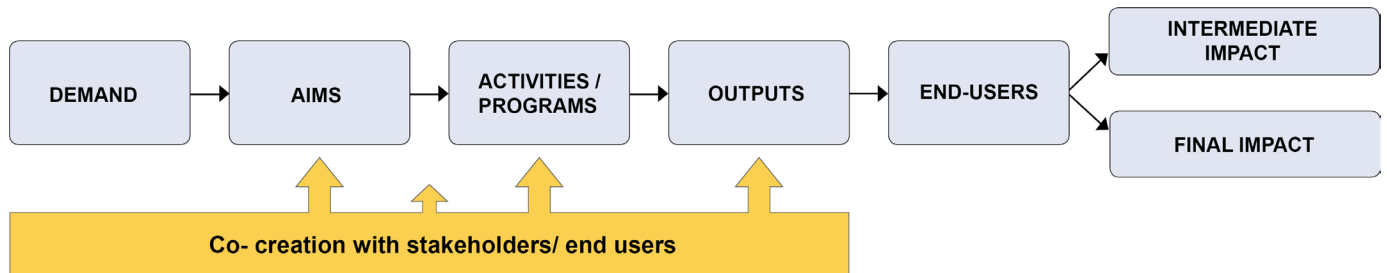 DEMAND
AIMS
ACTIVITIES /
PROGRAMS
OUTPUTS
END-USERS
INTERMEDIATE
IMPACT
FINAL IMPACT
Co- creation with stakeholders/ end users